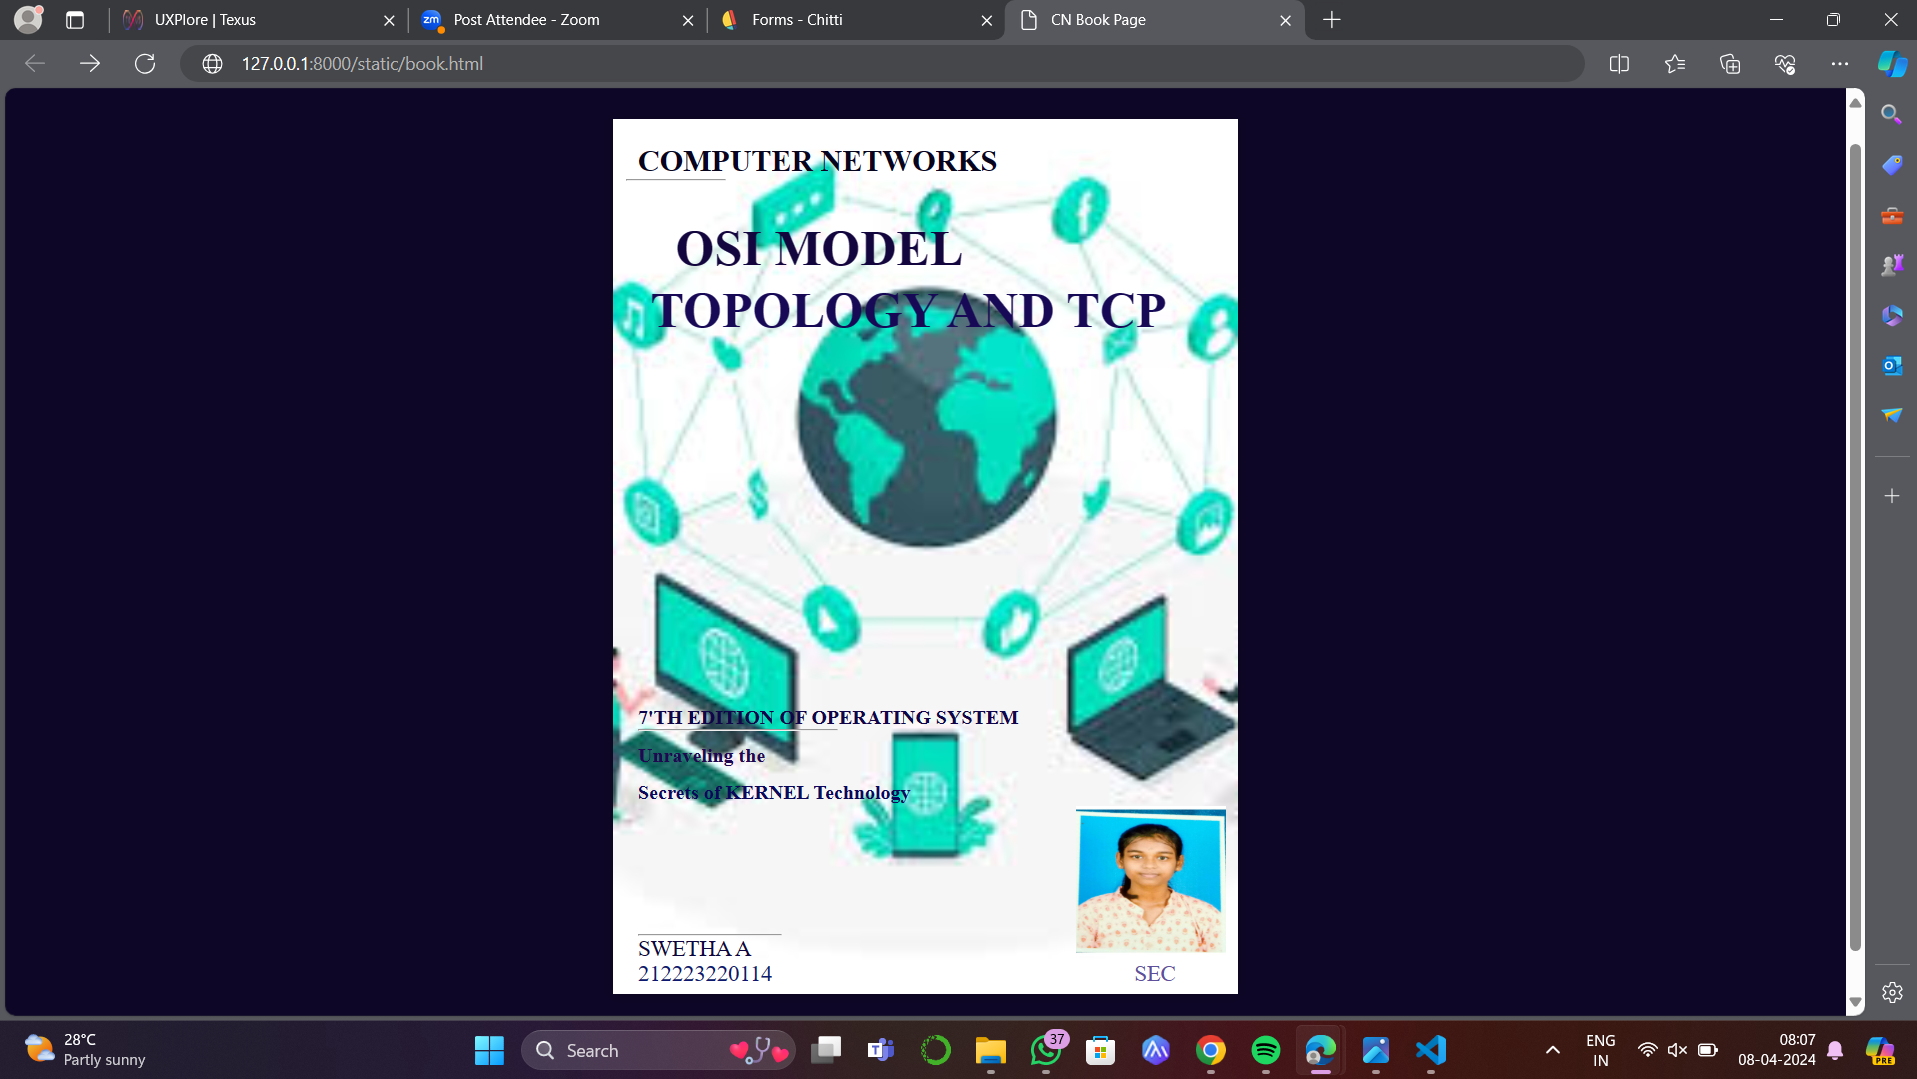 UXPlore | Texus
zm
Post Attendee - Zoom
Forms - Chitti
CN Book Page
127.0.0.1:8000/static/book.html
COMPUTER NETWORKS
OSI MODEL
TOPOLOGY AND TCP
7'TH EDITION OF OPERATING SYSTEM
Unraveling the
Secrets of KERNEL Technology
SWETHA A
212223220114
SEC
28°C
Partly sunny
Search
37
ENG
IN
08:07
08-04-2024
PRE